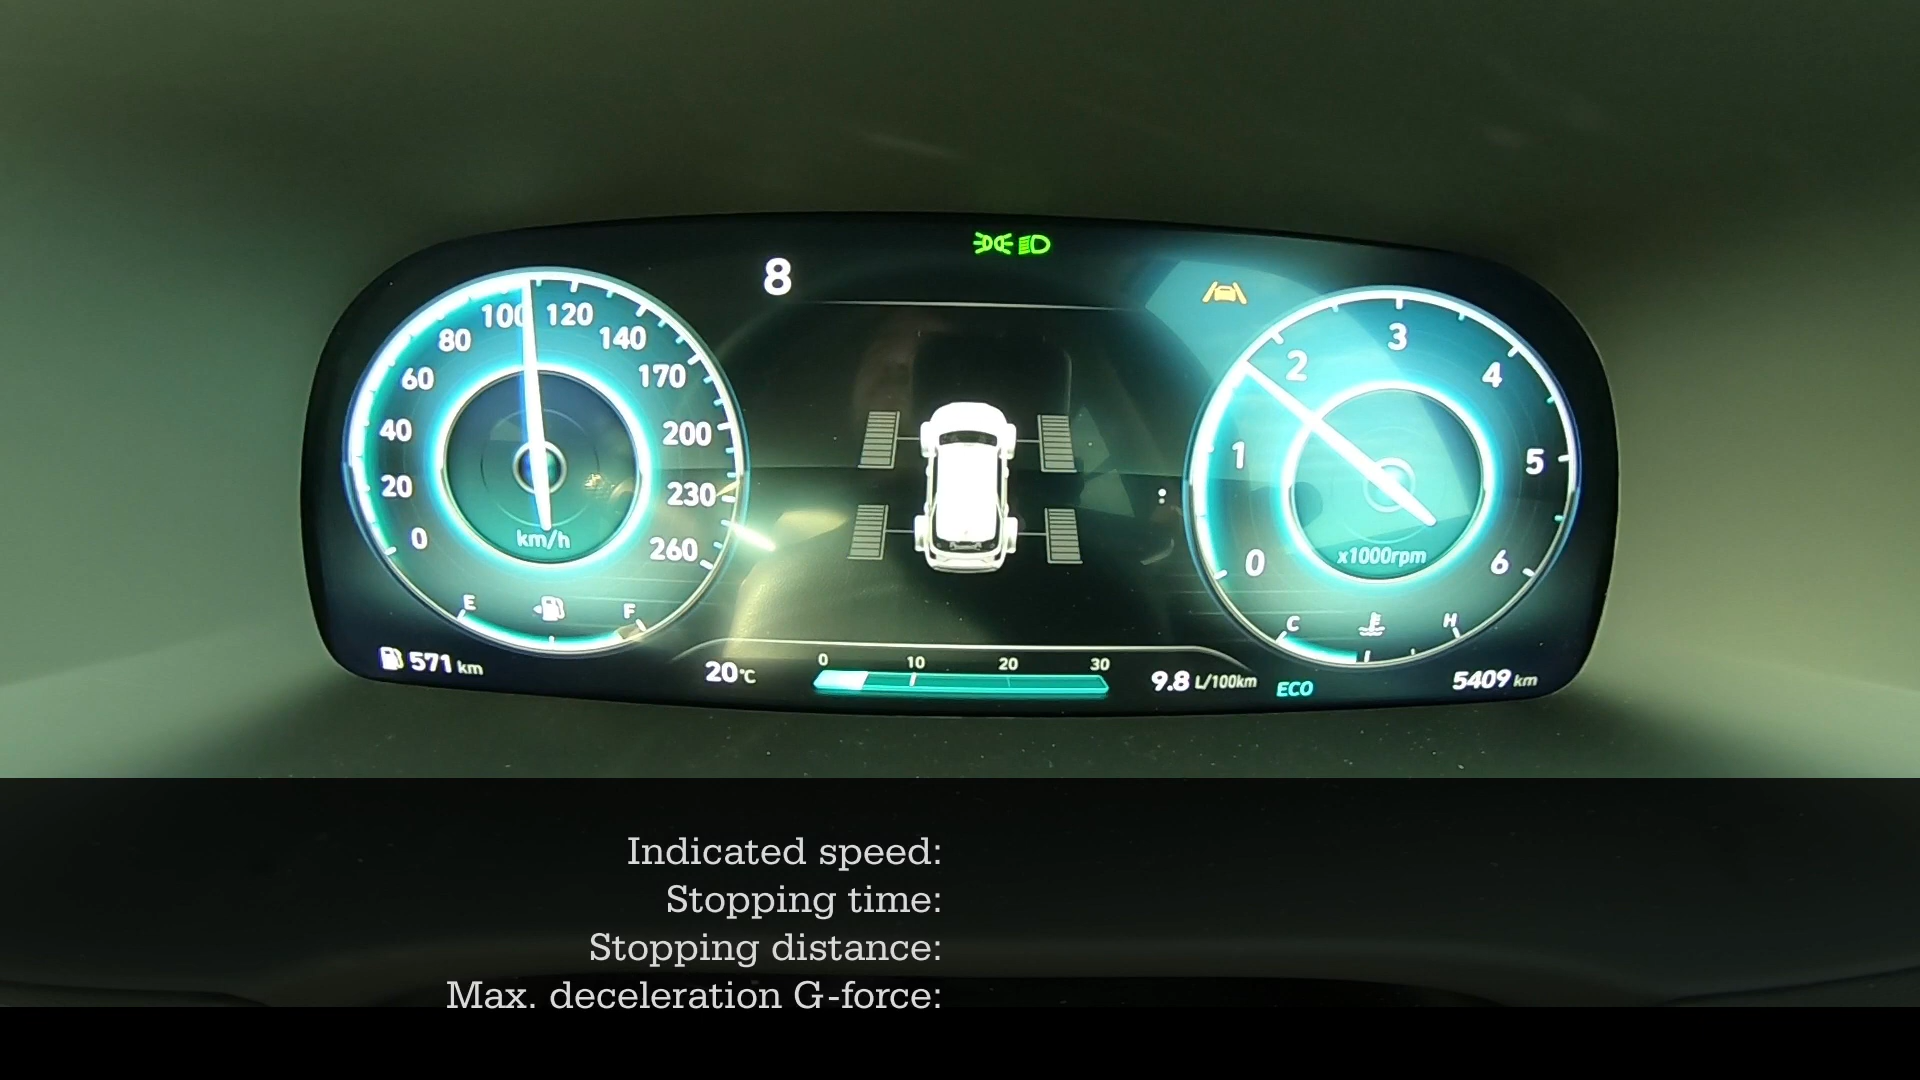 8
100 120
80 140
60 170
40 200
20 230
0 260
km/h
E F
571 km
20°C
0 10 20 30
9.8 L/100km
ECO
3
2 4
1 5
0 6
x1000rpm
C H
5409 km
Indicated speed:
Stopping time:
Stopping distance:
Max. deceleration G-force: